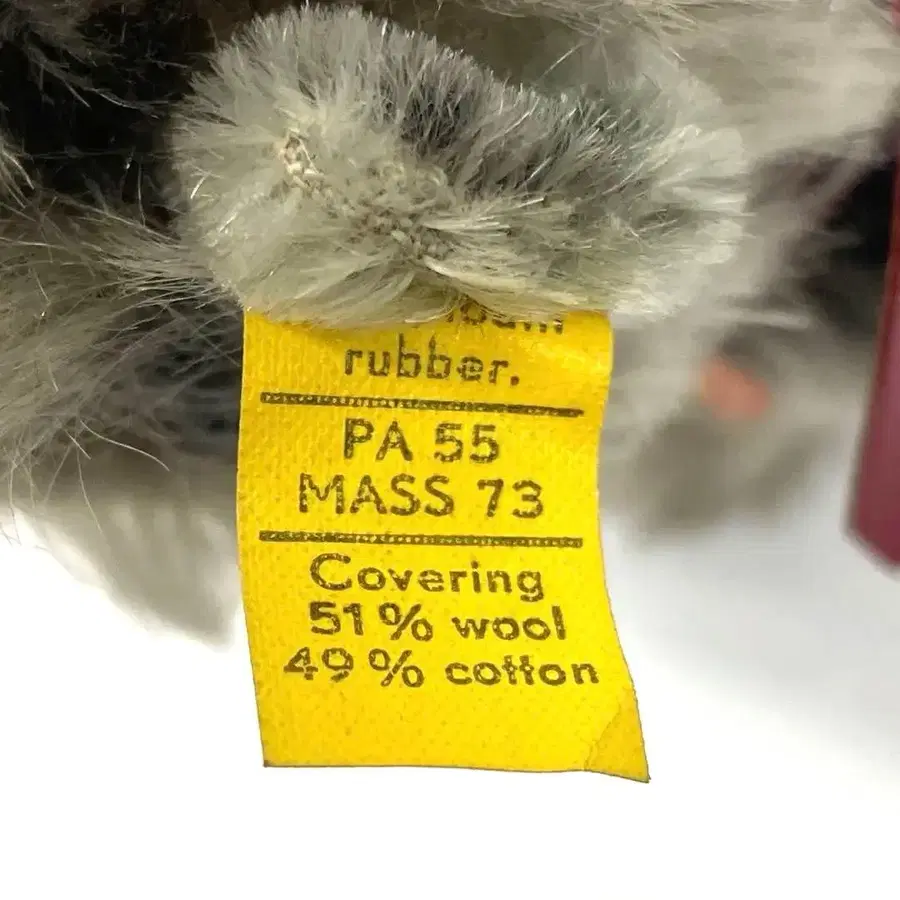 rubber.
PA 55
MASS 73
Covering
51% wool
49% cotton